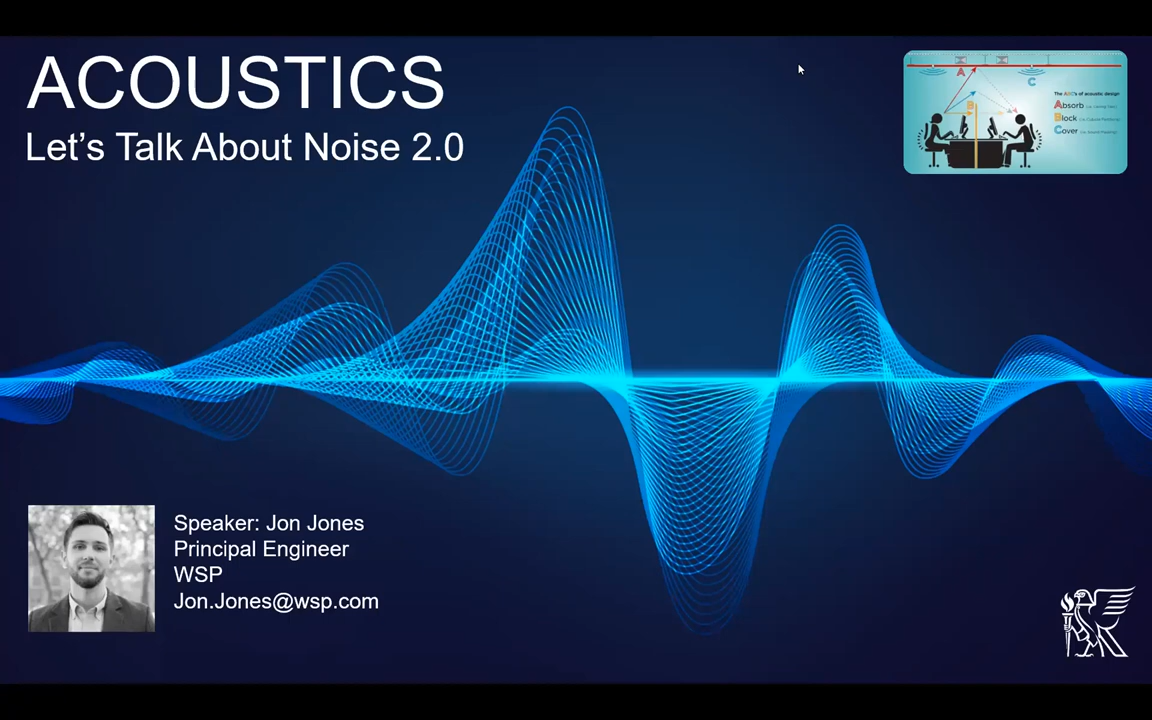 ACOUSTICS
Let's Talk About Noise 2.0
A
C
B
The ABC's of acoustic design
Absorb
Block
Cover
Speaker: Jon Jones
Principal Engineer
WSP
Jon.Jones@wsp.com